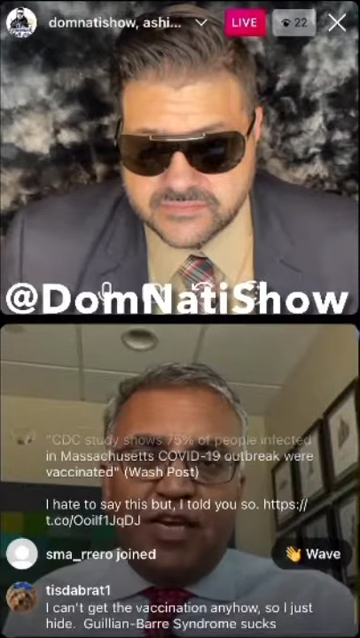 domnatishow, ashi...
LIVE
22
@DomNatiShow
"CDC study shows 75% of people infected
in Massachusetts COVID-19 outbreak were
vaccinated" (Wash Post)
I hate to say this but, I told you so. https://
t.co/OoiIf1JqDJ
sma_rrero joined
Wave
tisdabrat1
I can't get the vaccination anyhow, so I just
hide. Guillian-Barre Syndrome sucks